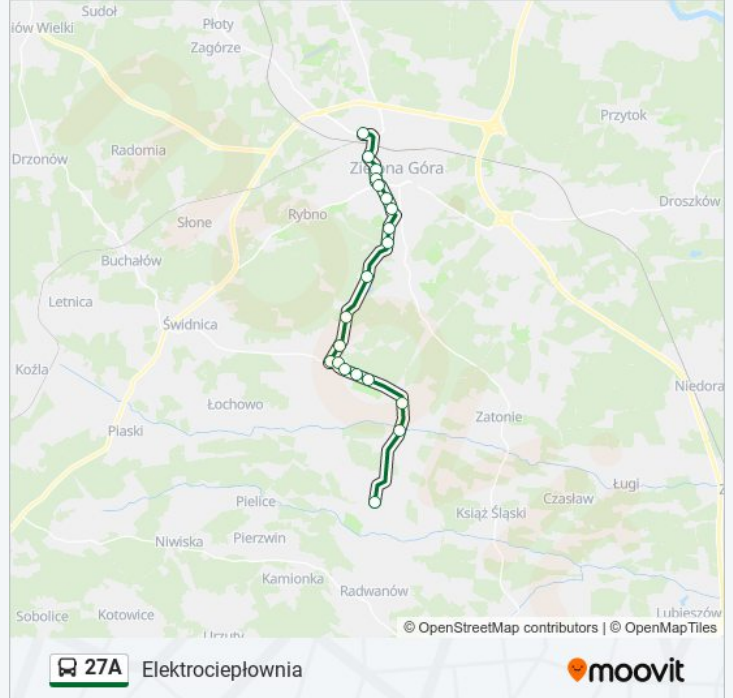 Sudoł
iów Wielki
Płoty
Zagórze
Przytok
Drzonów
Radomia
Zielona Góra
Droszków
Słone
Rybno
Buchałów
Letnica
Świdnica
Koźla
Niedora
Łochowo
Zatonie
Piaski
Ługi
Z
Pielice
Czasław
Książ Śląski
Niwiska
Pierzwin
Kamionka
Radwanów
Sobolice
Kotowice
Lubieszów
Urzuty
© OpenStreetMap contributors | © OpenMapTiles
27A Elektrociepłownia
moovit